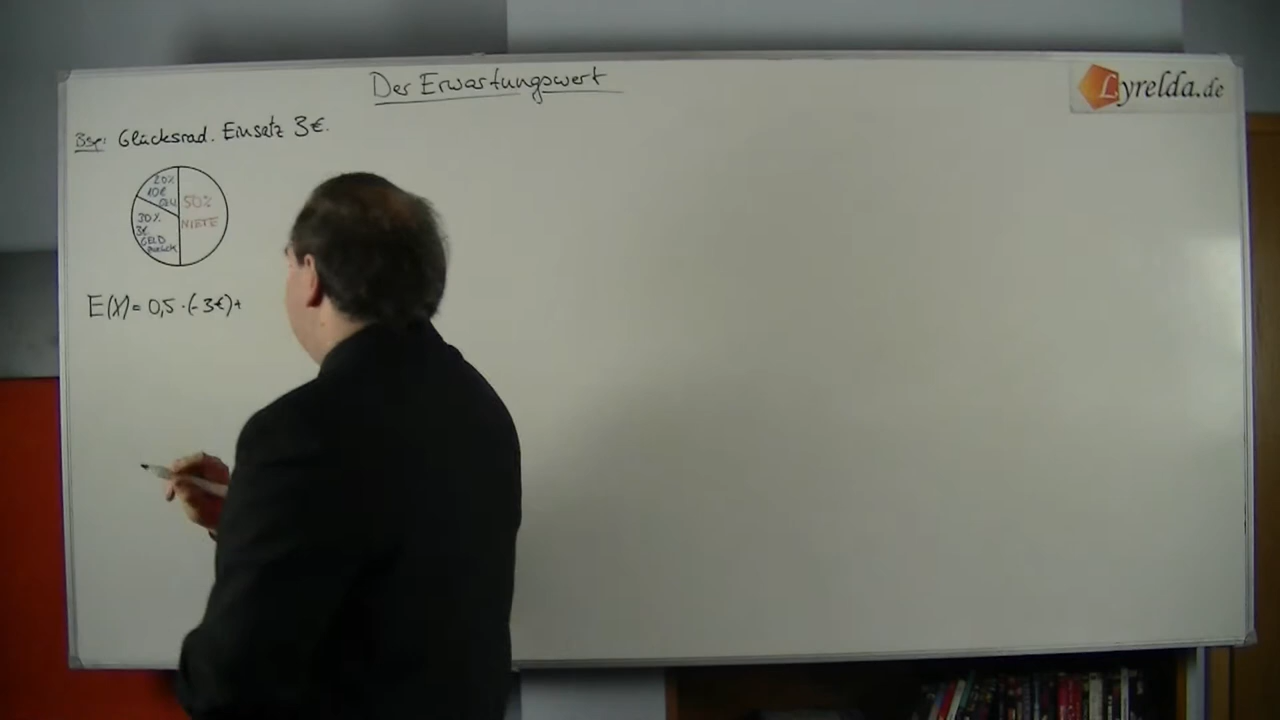 Der Erwartungswert
Lyrelda.de
Bsp: Glücksrad. Einsatz 3€.
20%
10€
50%
NIETE
30%
3€
GELD
zurück
E(X)= 0,5 · (-3€)+